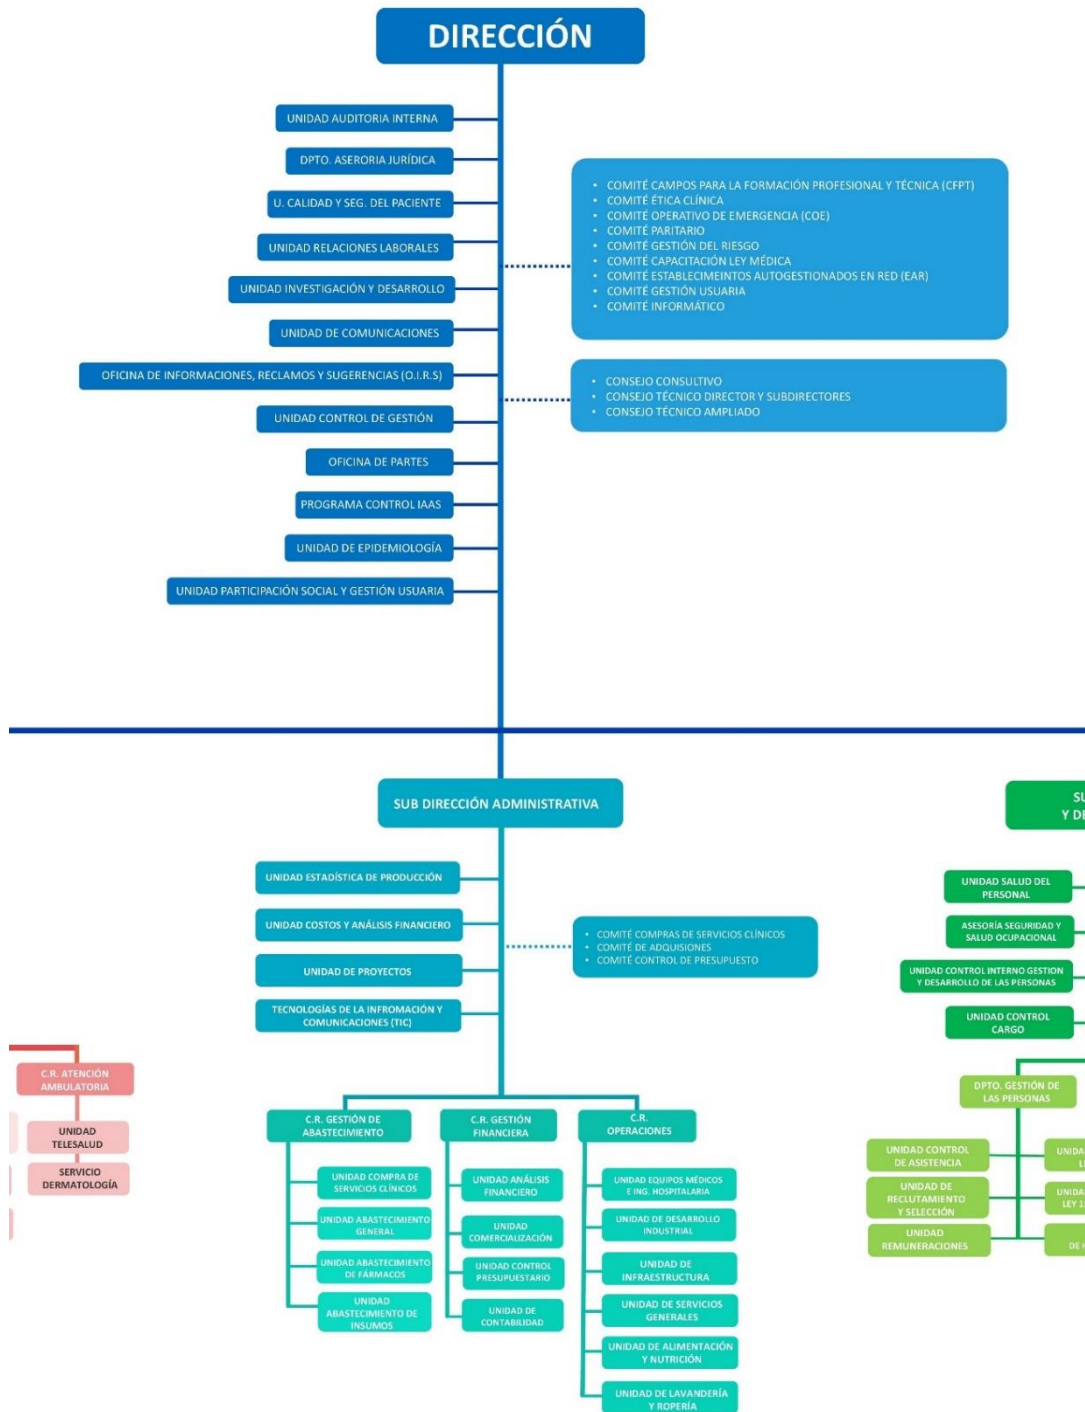 DIRECCIÓN
UNIDAD AUDITORIA INTERNA
DPTO. ASERORIA JURÍDICA
U. CALIDAD Y SEG. DEL PACIENTE
UNIDAD RELACIONES LABORALES
UNIDAD INVESTIGACIÓN Y DESARROLLO
UNIDAD DE COMUNICACIONES
OFICINA DE INFORMACIONES, RECLAMOS Y SUGERENCIAS (O.I.R.S)
UNIDAD CONTROL DE GESTIÓN
OFICINA DE PARTES
PROGRAMA CONTROL IAAS
UNIDAD DE EPIDEMIOLOGÍA
UNIDAD PARTICIPACIÓN SOCIAL Y GESTIÓN USUARIA
• COMITÉ CAMPOS PARA LA FORMACIÓN PROFESIONAL Y TÉCNICA (CFPT)
• COMITÉ ÉTICA CLÍNICA
• COMITÉ OPERATIVO DE EMERGENCIA (COE)
• COMITÉ PARITARIO
• COMITÉ GESTIÓN DEL RIESGO
• COMITÉ CAPACITACIÓN LEY MÉDICA
• COMITÉ ESTABLECIMEINTOS AUTOGESTIONADOS EN RED (EAR)
• COMITÉ GESTIÓN USUARIA
• COMITÉ INFORMÁTICO
• CONSEJO CONSULTIVO
• CONSEJO TÉCNICO DIRECTOR Y SUBDIRECTORES
• CONSEJO TÉCNICO AMPLIADO
SUB DIRECCIÓN ADMINISTRATIVA
UNIDAD ESTADÍSTICA DE PRODUCCIÓN
UNIDAD COSTOS Y ANÁLISIS FINANCIERO
UNIDAD DE PROYECTOS
TECNOLOGÍAS DE LA INFROMACIÓN Y
COMUNICACIONES (TIC)
• COMITÉ COMPRAS DE SERVICIOS CLÍNICOS
• COMITÉ DE ADQUISIONES
• COMITÉ CONTROL DE PRESUPUESTO
C.R. ATENCIÓN
AMBULATORIA
UNIDAD
TELESALUD
SERVICIO
DERMATOLOGÍA
C.R. GESTIÓN DE
ABASTECIMIENTO
UNIDAD COMPRA DE
SERVICIOS CLÍNICOS
UNIDAD ABASTECIMIENTO
GENERAL
UNIDAD ABASTECIMIENTO
DE FÁRMACOS
UNIDAD
ABASTECIMIENTO DE
INSUMOS
C.R. GESTIÓN
FINANCIERA
UNIDAD ANÁLISIS
FINANCIERO
UNIDAD
COMERCIALIZACIÓN
UNIDAD CONTROL
PRESUPUESTARIO
UNIDAD DE
CONTABILIDAD
C.R.
OPERACIONES
UNIDAD EQUIPOS MÉDICOS
E ING. HOSPITALARIA
UNIDAD DE DESARROLLO
INDUSTRIAL
UNIDAD DE
INFRAESTRUCTURA
UNIDAD DE SERVICIOS
GENERALES
UNIDAD DE ALIMENTACIÓN
Y NUTRICIÓN
UNIDAD DE LAVANDERÍA
Y ROPERÍA
SU
Y DE
UNIDAD SALUD DEL
PERSONAL
ASESORÍA SEGURIDAD Y
SALUD OCUPACIONAL
UNIDAD CONTROL INTERNO GESTION
Y DESARROLLO DE LAS PERSONAS
UNIDAD CONTROL
CARGO
DPTO. GESTIÓN DE
LAS PERSONAS
UNIDAD CONTROL
DE ASISTENCIA
UNIDAD DE
RECLUTAMIENTO
Y SELECCIÓN
UNIDAD
REMUNERACIONES
UNIDA
LE
UNIDAD
LEY 1
DE